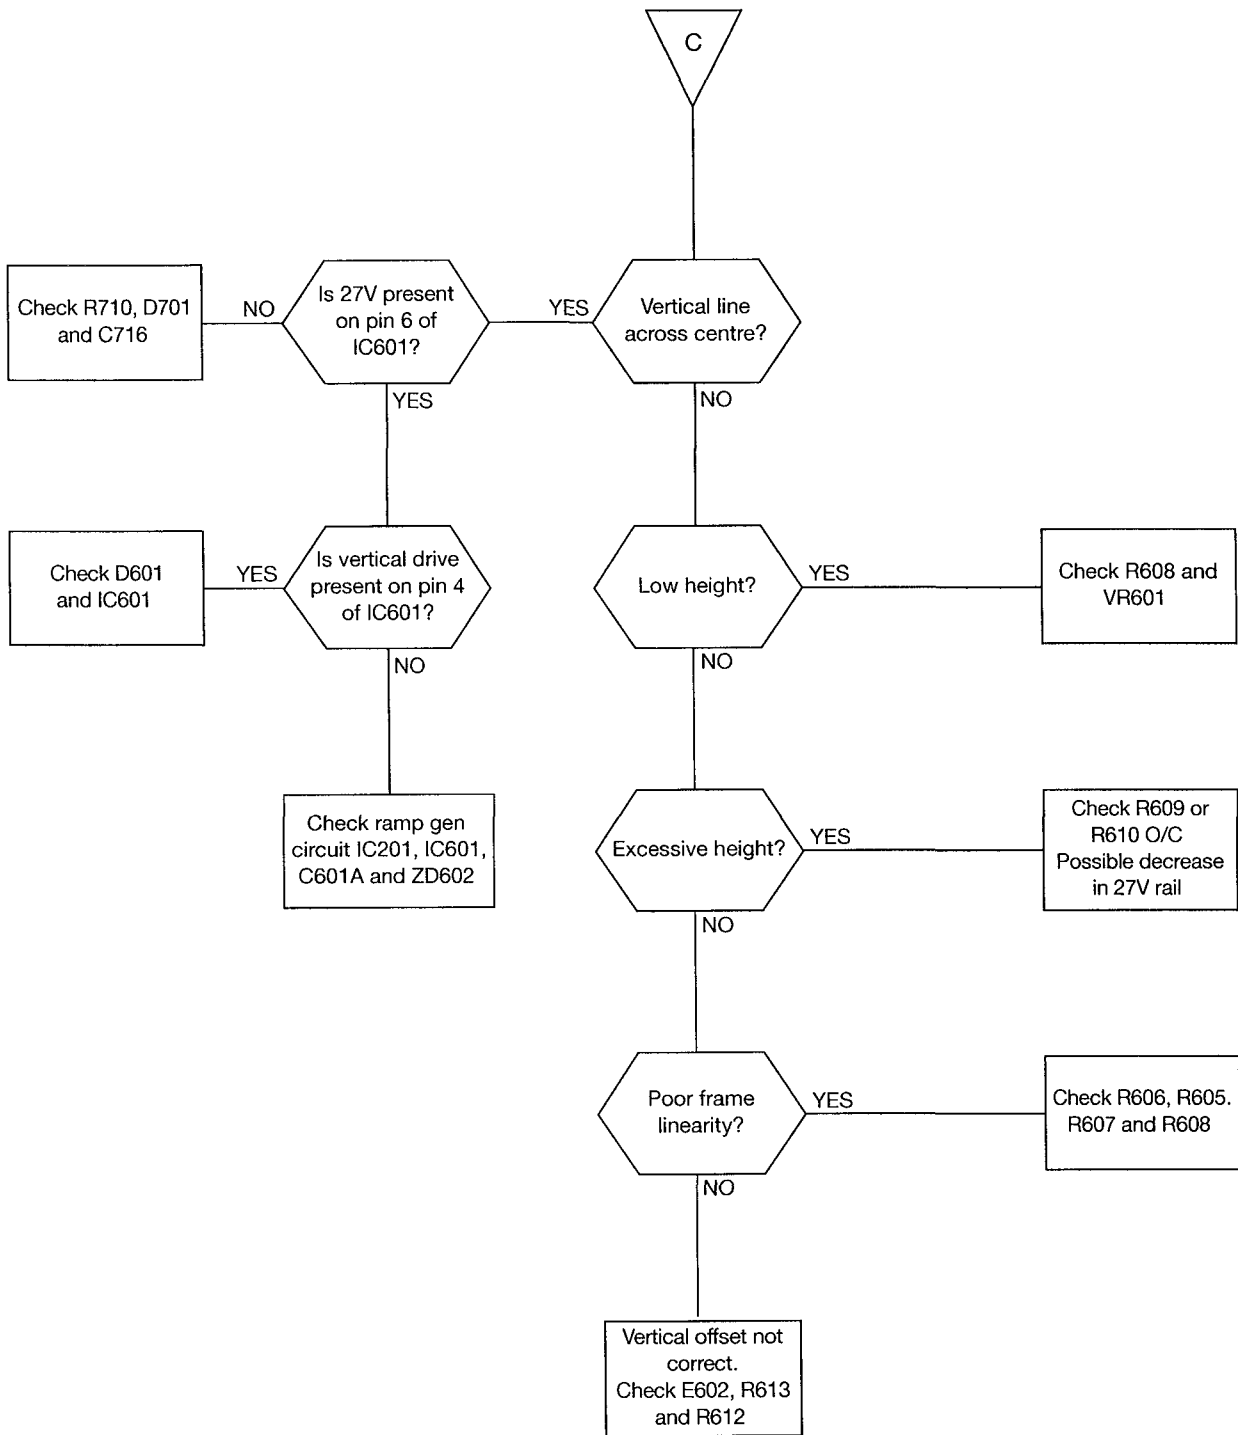 C
Check R710, D701
and C716
NO
Is 27V present
on pin 6 of
IC601?
YES
Vertical line
across centre?
YES
NO
Check D601
and IC601
YES
Is vertical drive
present on pin 4
of IC601?
NO
Low height?
YES
Check R608 and
VR601
NO
Check ramp gen
circuit IC201, IC601,
C601A and ZD602
Excessive height?
YES
Check R609 or
R610 O/C
Possible decrease
in 27V rail
NO
Poor frame
linearity?
YES
Check R606, R605.
R607 and R608
NO
Vertical offset not
correct.
Check E602, R613
and R612